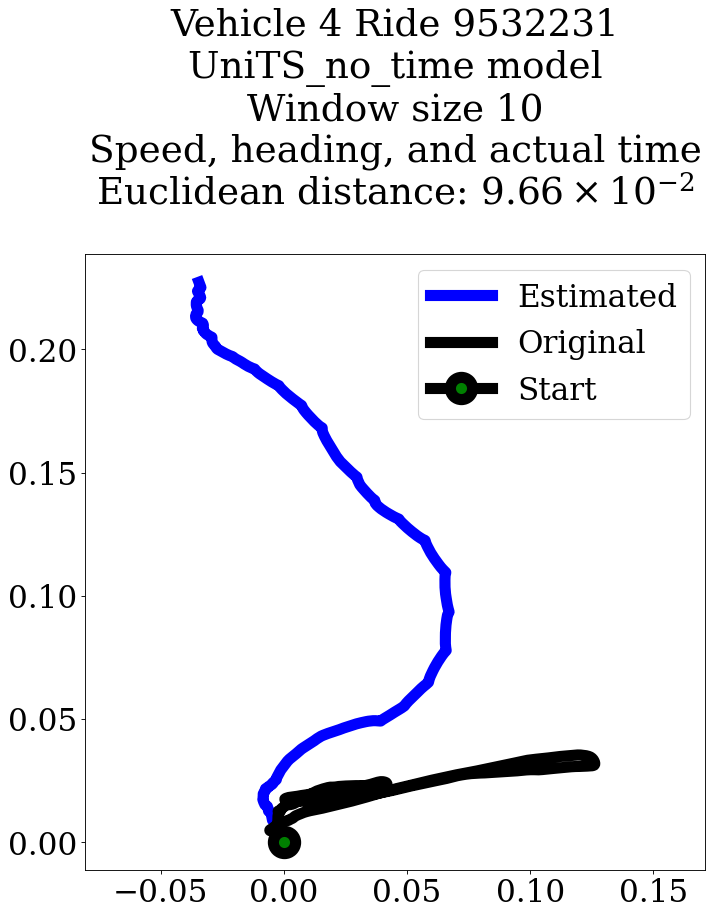 Vehicle 4 Ride 9532231
UniTS_no_time model
Window size 10
Speed, heading, and actual time
Euclidean distance: 9.66 × 10⁻²
Estimated
Original
Start
0.20
0.15
0.10
0.05
0.00
−0.05 0.00 0.05 0.10 0.15